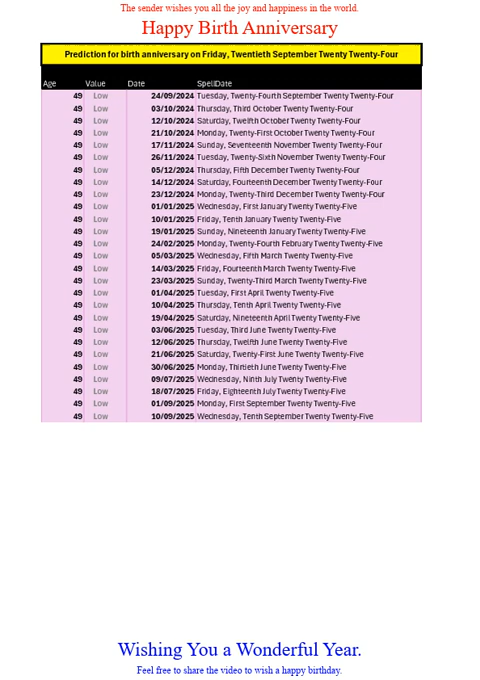 The sender wishes you all the joy and happiness in the world.
Happy Birth Anniversary
Prediction for birth anniversary on Friday, Twentieth September Twenty Twenty-Four
Age Value Date SpellDate
49 Low 24/09/2024 Tuesday, Twenty-Fourth September Twenty Twenty-Four
49 Low 03/10/2024 Thursday, Third October Twenty Twenty-Four
49 Low 12/10/2024 Saturday, Twelfth October Twenty Twenty-Four
49 Low 21/10/2024 Monday, Twenty-First October Twenty Twenty-Four
49 Low 17/11/2024 Sunday, Seventeenth November Twenty Twenty-Four
49 Low 26/11/2024 Tuesday, Twenty-Sixth November Twenty Twenty-Four
49 Low 05/12/2024 Thursday, Fifth December Twenty Twenty-Four
49 Low 14/12/2024 Saturday, Fourteenth December Twenty Twenty-Four
49 Low 23/12/2024 Monday, Twenty-Third December Twenty Twenty-Four
49 Low 01/01/2025 Wednesday, First January Twenty Twenty-Five
49 Low 10/01/2025 Friday, Tenth January Twenty Twenty-Five
49 Low 19/01/2025 Sunday, Nineteenth January Twenty Twenty-Five
49 Low 24/02/2025 Monday, Twenty-Fourth February Twenty Twenty-Five
49 Low 05/03/2025 Wednesday, Fifth March Twenty Twenty-Five
49 Low 14/03/2025 Friday, Fourteenth March Twenty Twenty-Five
49 Low 23/03/2025 Sunday, Twenty-Third March Twenty Twenty-Five
49 Low 01/04/2025 Tuesday, First April Twenty Twenty-Five
49 Low 10/04/2025 Thursday, Tenth April Twenty Twenty-Five
49 Low 19/04/2025 Saturday, Nineteenth April Twenty Twenty-Five
49 Low 03/06/2025 Tuesday, Third June Twenty Twenty-Five
49 Low 12/06/2025 Thursday, Twelfth June Twenty Twenty-Five
49 Low 21/06/2025 Saturday, Twenty-First June Twenty Twenty-Five
49 Low 30/06/2025 Monday, Thirtieth June Twenty Twenty-Five
49 Low 09/07/2025 Wednesday, Ninth July Twenty Twenty-Five
49 Low 18/07/2025 Friday, Eighteenth July Twenty Twenty-Five
49 Low 01/09/2025 Monday, First September Twenty Twenty-Five
49 Low 10/09/2025 Wednesday, Tenth September Twenty Twenty-Five
Wishing You a Wonderful Year.
Feel free to share the video to wish a happy birthday.